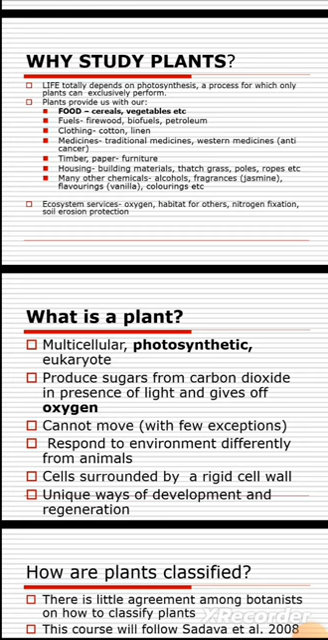 WHY STUDY PLANTS?
LIFE totally depends on photosynthesis, a process for which only
plants can exclusively perform.
Plants provide us with our:
FOOD – cereals, vegetables etc
Fuels- firewood, biofuels, petroleum
Clothing- cotton, linen
Medicines- traditional medicines, western medicines (anti
cancer)
Timber, paper- furniture
Housing- building materials, thatch grass, poles, ropes etc
Many other chemicals- alcohols, fragrances (jasmine),
flavourings (vanilla), colourings etc
Ecosystem services- oxygen, habitat for others, nitrogen fixation,
soil erosion protection
What is a plant?
Multicellular, photosynthetic,
eukaryote
Produce sugars from carbon dioxide
in presence of light and gives off
oxygen
Cannot move (with few exceptions)
Respond to environment differently
from animals
Cells surrounded by a rigid cell wall
Unique ways of development and
regeneration
How are plants classified?
There is little agreement among botanists
on how to classify plants
XRecorder
This course will follow Sadava et al. 2008